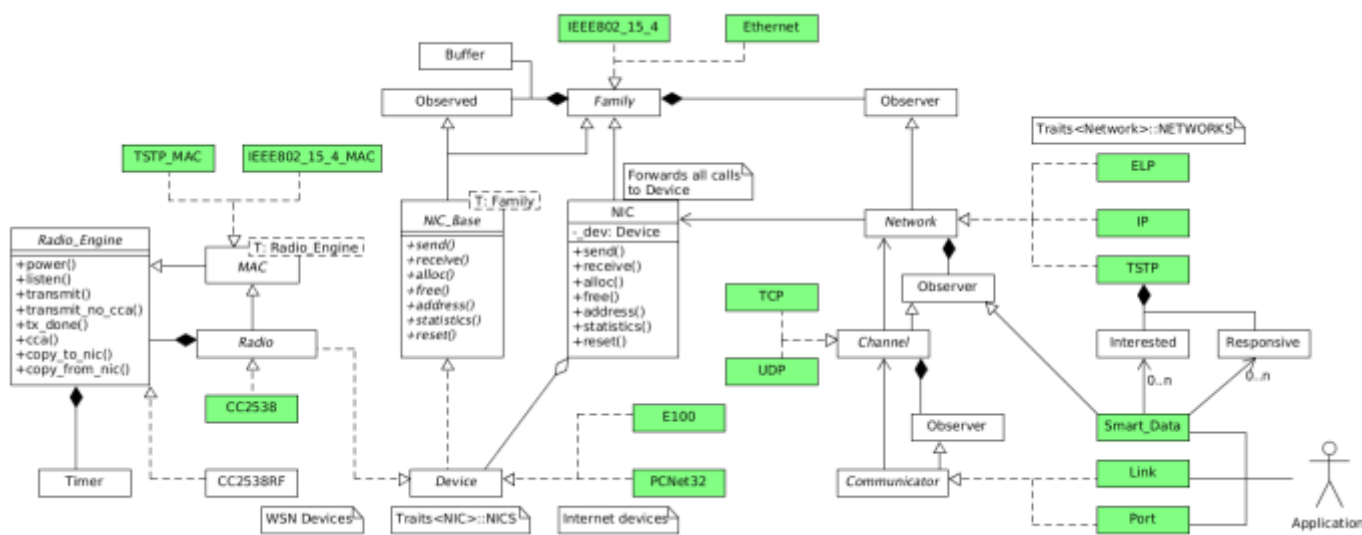 IEEE802_15_4
Ethernet
Buffer
Observed
Family
Observer
Traits<Network>::NETWORKS
TSTP_MAC
IEEE802_15_4_MAC
Forwards all calls
to Device
ELP
T: Family
NIC_Base
+send()
+receive()
+alloc()
+free()
+address()
+statistics()
+reset()
NIC
-_dev: Device
+send()
+receive()
+alloc()
+free()
+address()
+statistics()
+reset()
Network
IP
Radio_Engine
+power()
+listen()
+transmit()
+transmit_no_cca()
+tx_done()
+cca()
+copy_to_nic()
+copy_from_nic()
T: Radio_Engine
MAC
TSTP
Observer
TCP
Radio
Channel
Interested
Responsive
UDP
0..n
0..n
CC2538
E100
Observer
Smart_Data
Timer
CC2538RF
Device
PCNet32
Communicator
Link
WSN Devices
Traits<NIC>::NICS
Internet devices
Port
Application